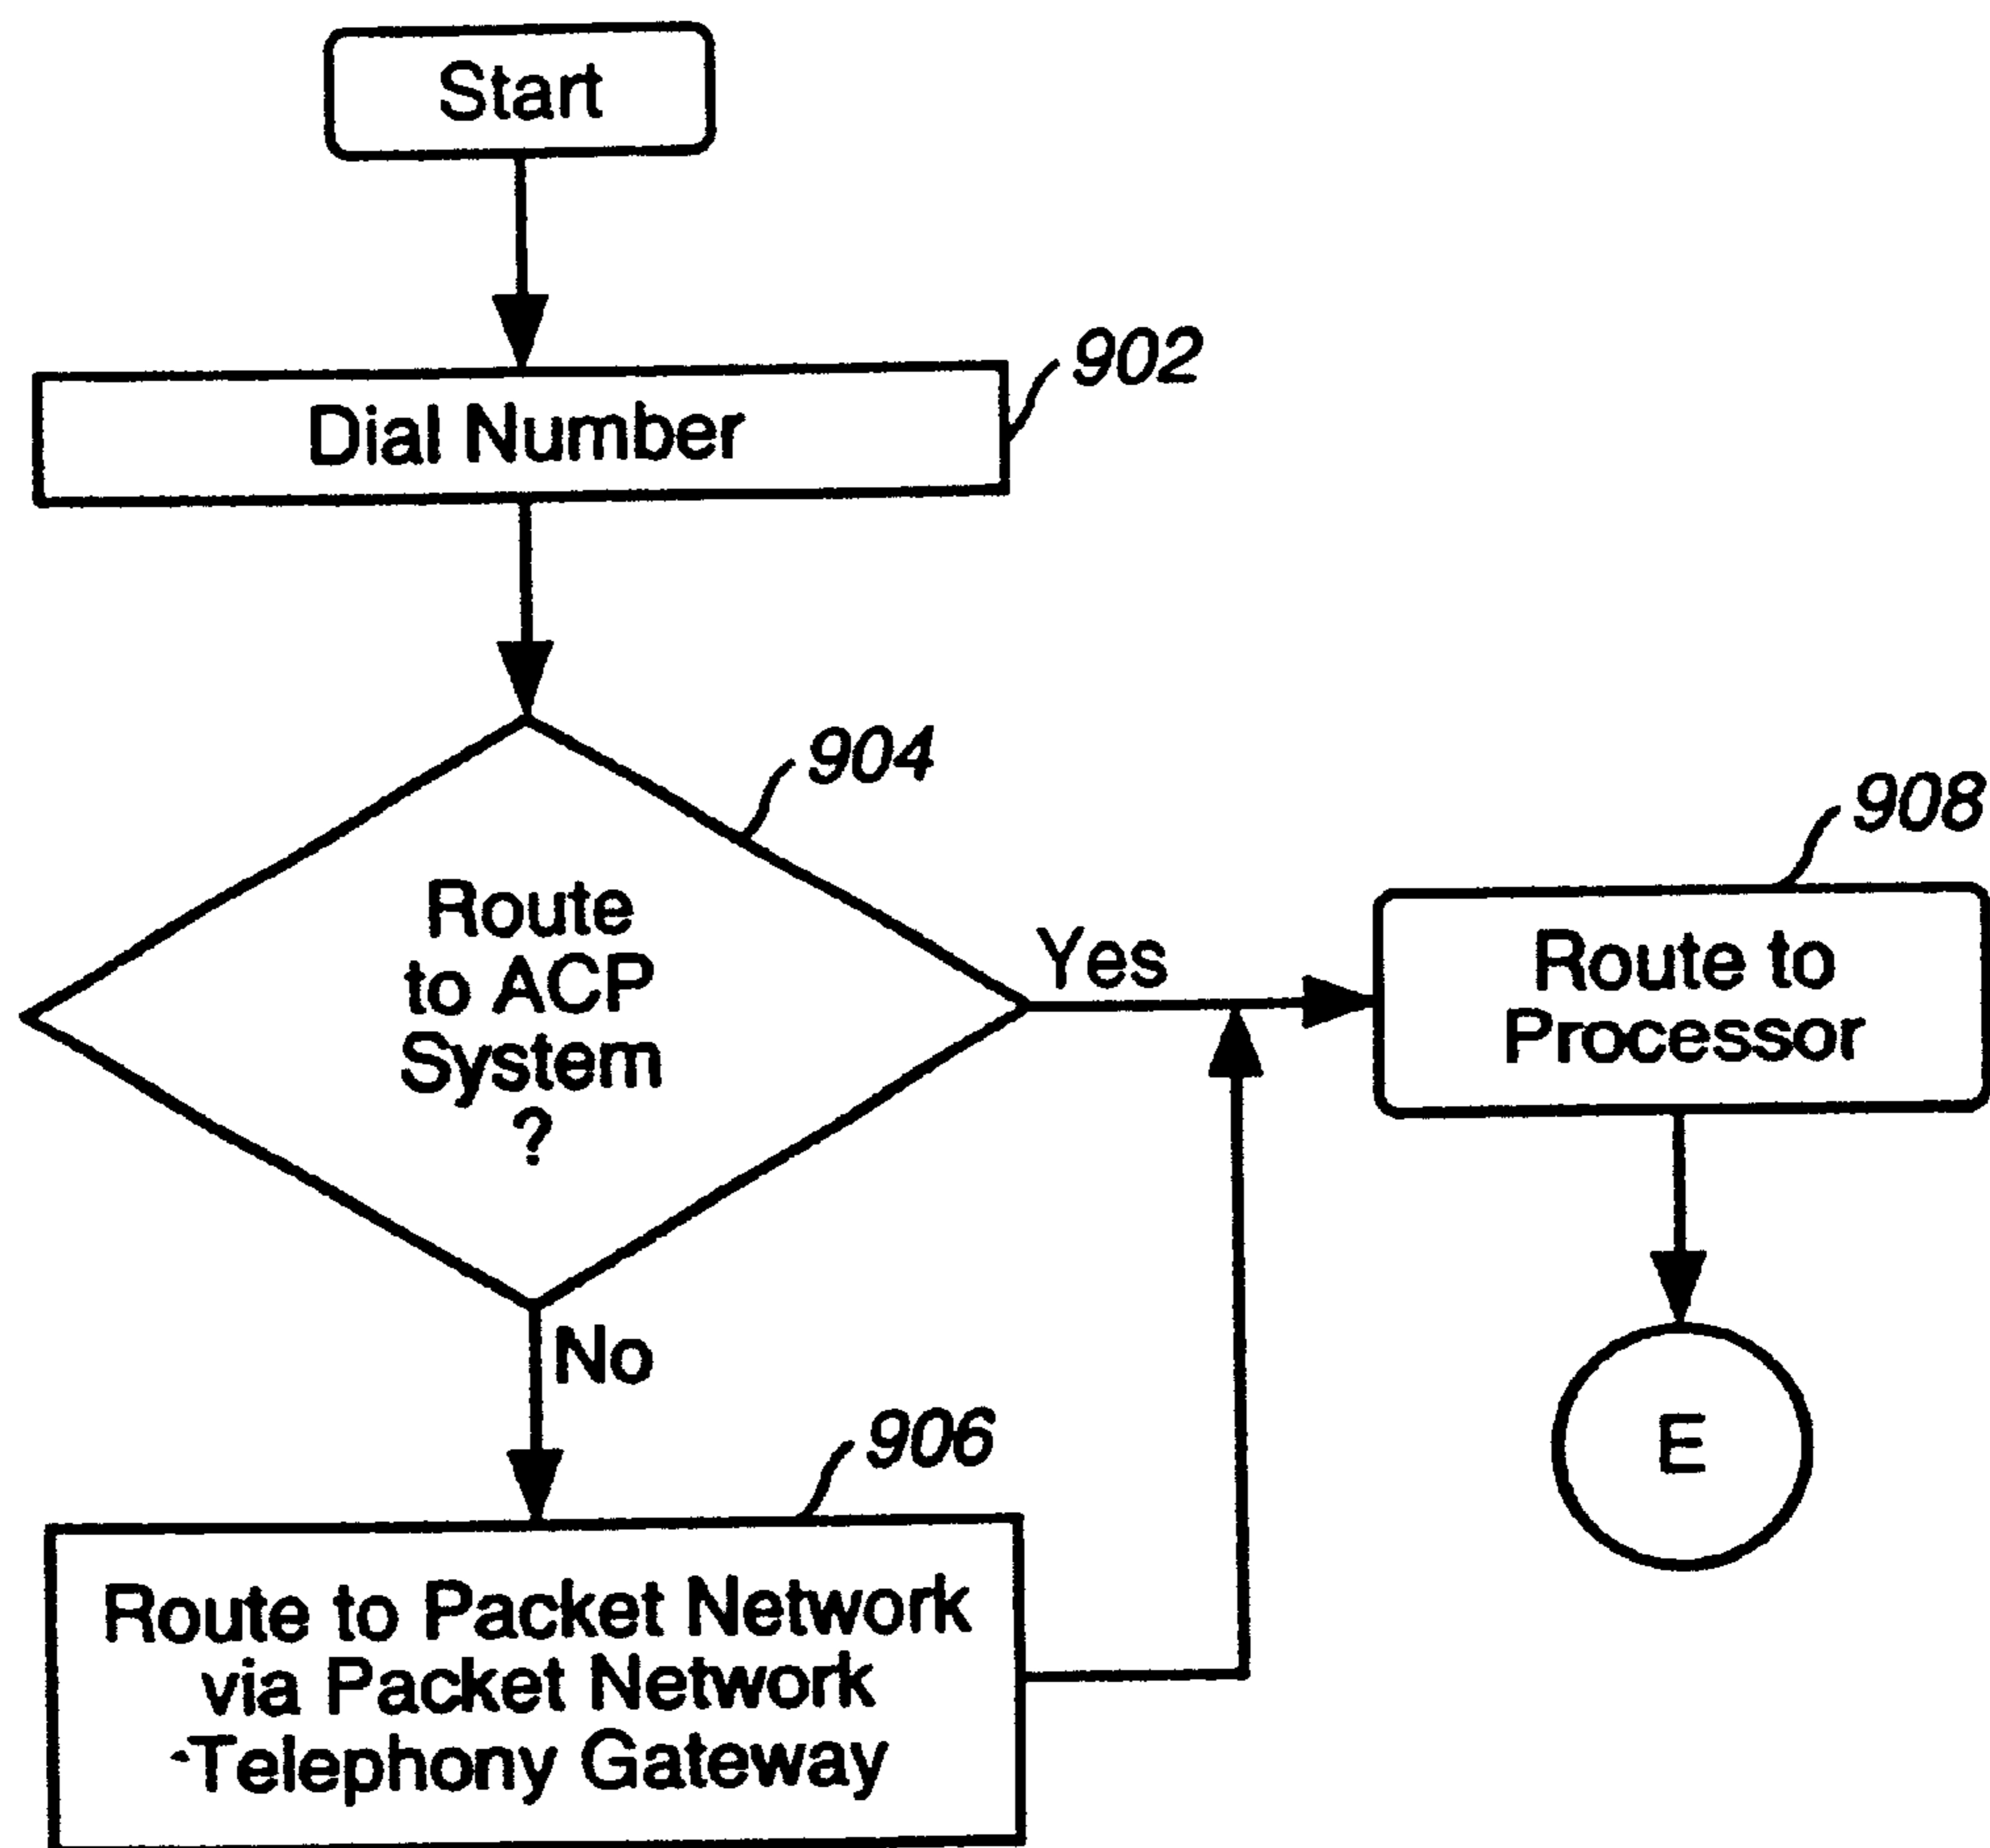 Start
902
Dial Number
904
Route
to ACP
System
?
Yes
908
Route to
Processor
No
906
Route to Packet Network
via Packet Network
Telephony Gateway
E